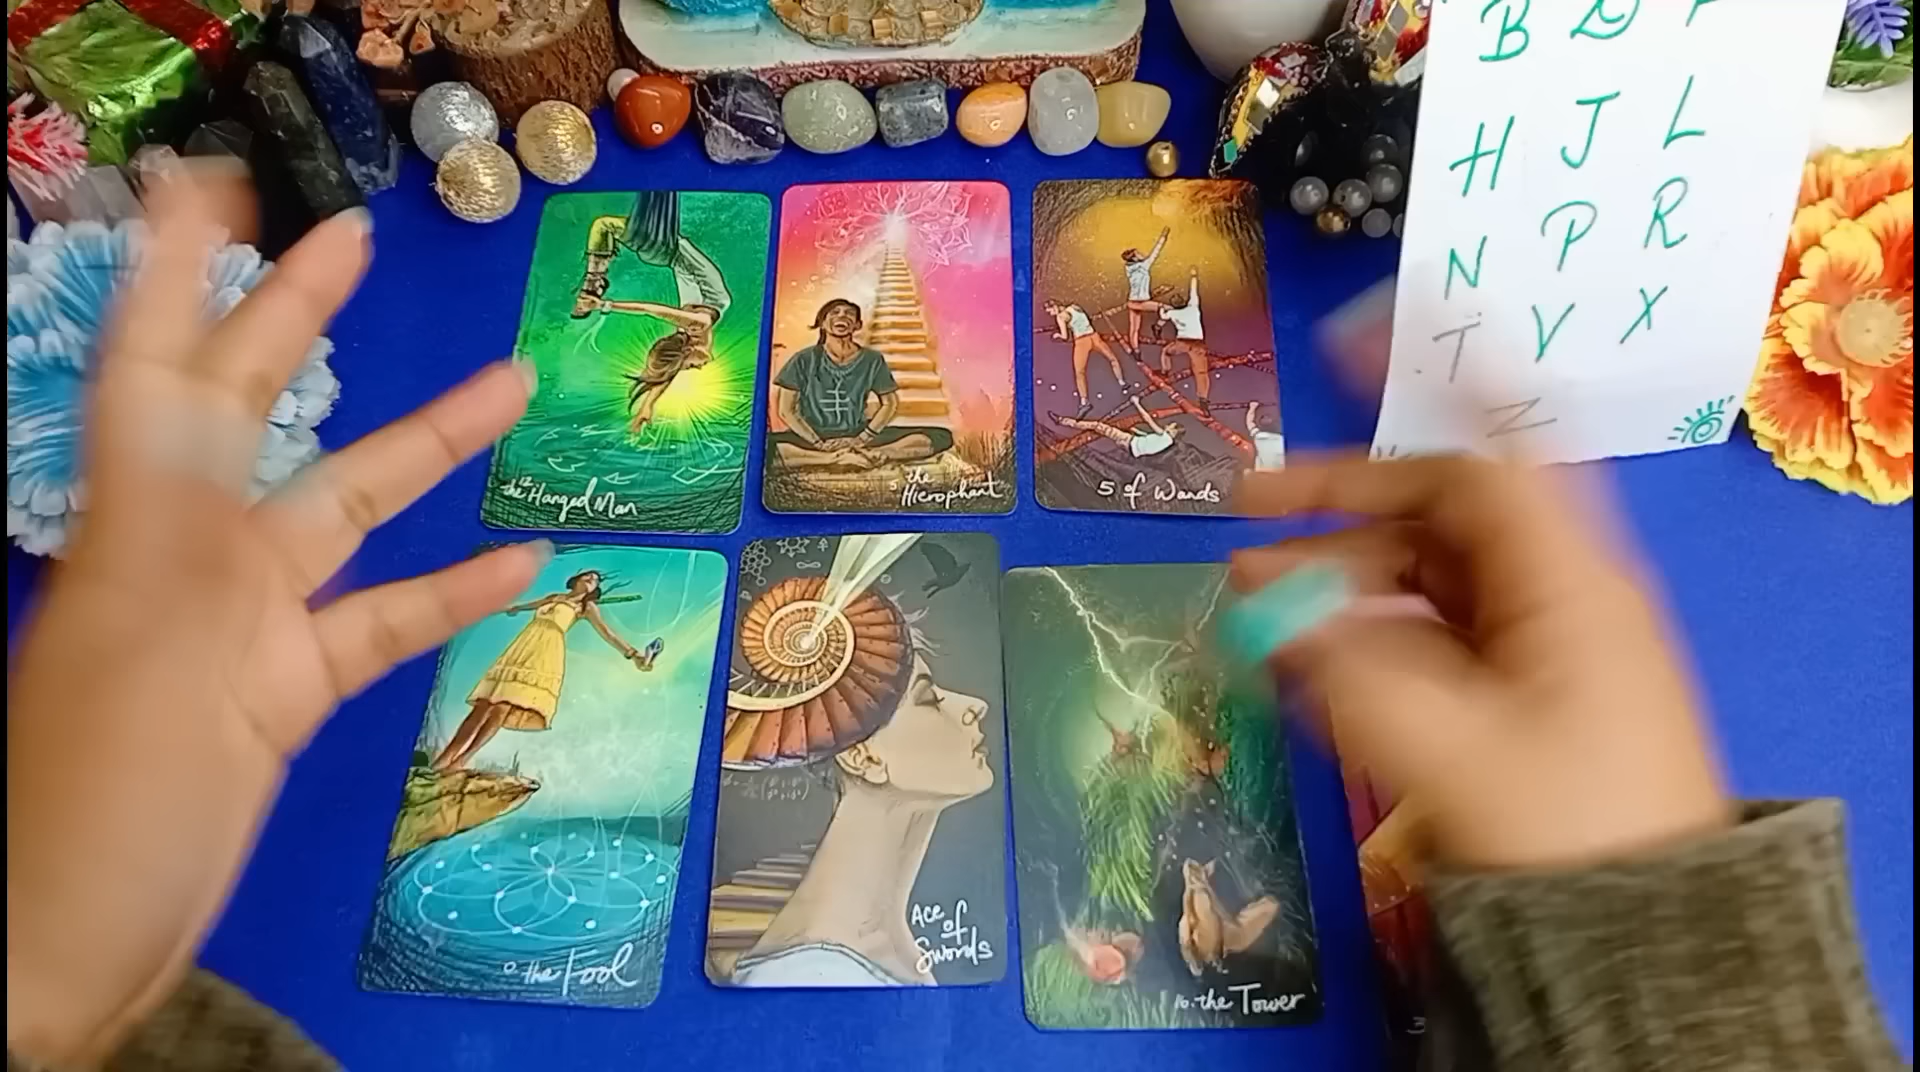 B D F
H J L
N P R
T V X
Z
12
the Hanged Man
5 the
Hierophant
5 of Wands
0 the Fool
Ace
of
Swords
16. the Tower
3